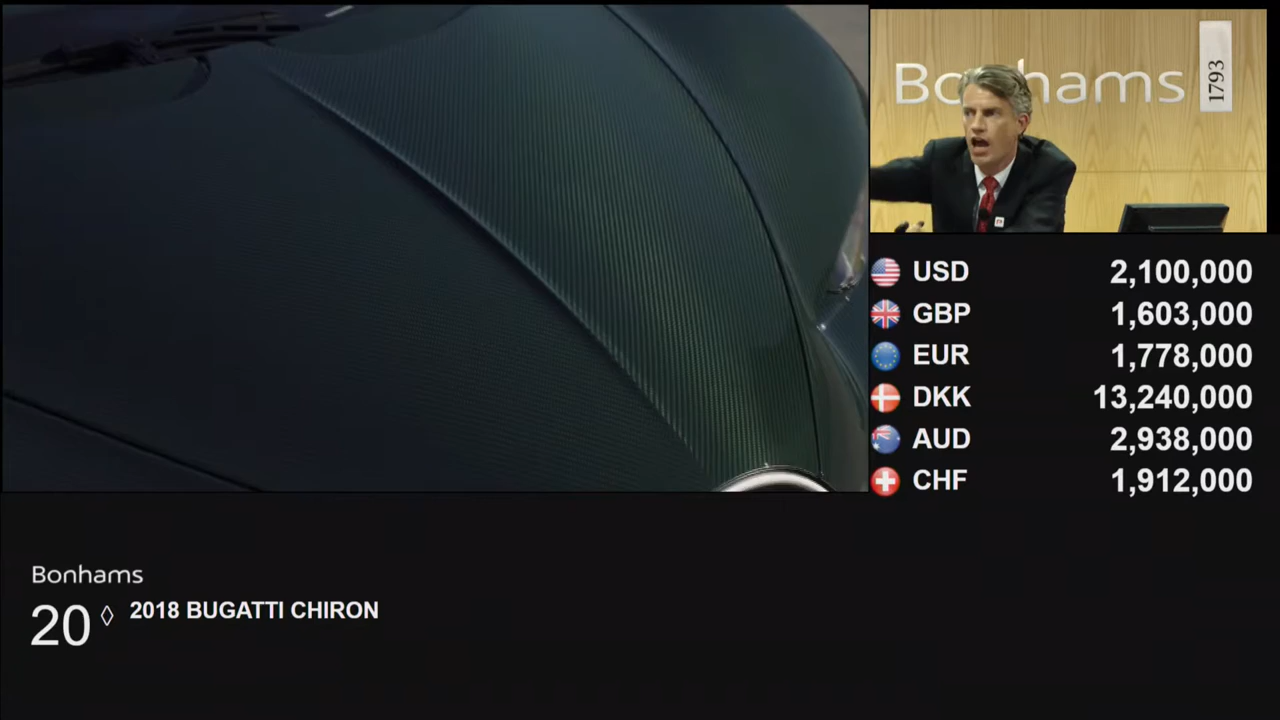 Bonhams
1793
USD 2,100,000
GBP 1,603,000
EUR 1,778,000
DKK 13,240,000
AUD 2,938,000
CHF 1,912,000
Bonhams
20 ◊ 2018 BUGATTI CHIRON